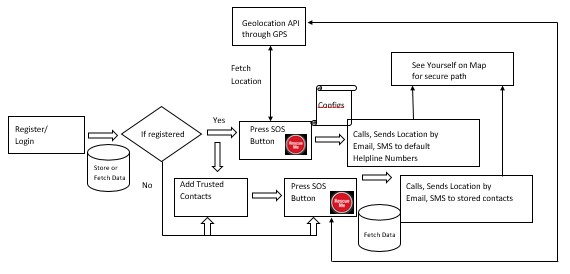 Geolocation API
through GPS
Fetch
Location
See Yourself on Map
for secure path
Configs
Register/
Login
If registered
Yes
Press SOS
Button
Rescue
Me
Calls, Sends Location by
Email, SMS to default
Helpline Numbers
Store or
Fetch Data
No
Add Trusted
Contacts
Press SOS
Button
Rescue
Me
Calls, Sends Location by
Email, SMS to stored contacts
Fetch Data